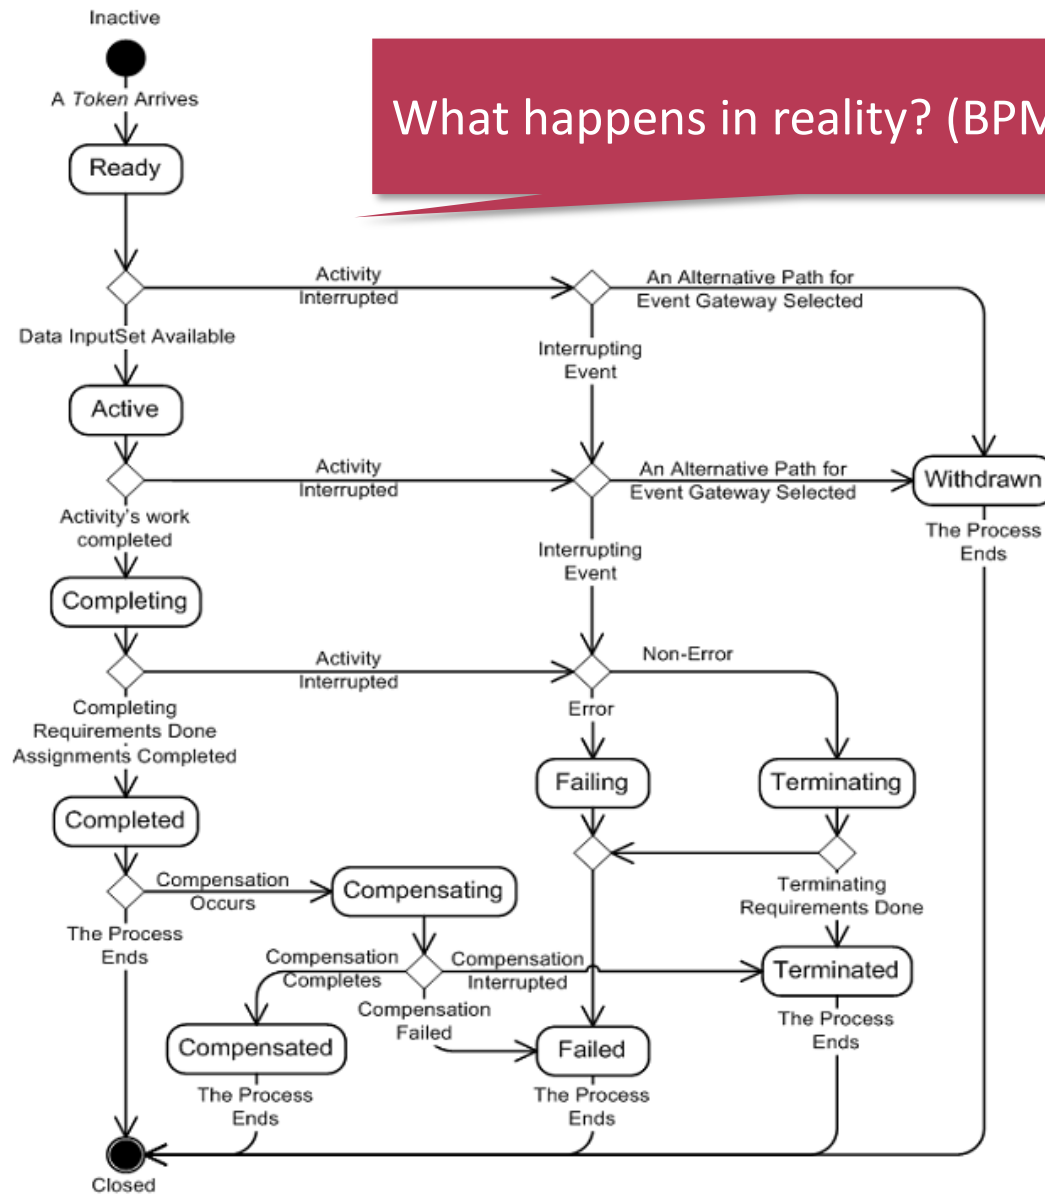 Inactive
What happens in reality? (BPM
A Token Arrives
Ready
Activity
Interrupted
An Alternative Path for
Event Gateway Selected
Data InputSet Available
Interrupting
Event
Active
Activity
Interrupted
An Alternative Path for
Event Gateway Selected
Withdrawn
Activity's work
completed
The Process
Ends
Interrupting
Event
Completing
Activity
Interrupted
Non-Error
Completing
Requirements Done
Assignments Completed
Error
Failing
Terminating
Completed
Compensation
Occurs
Compensating
Terminating
Requirements Done
The Process
Ends
Compensation
Completes
Compensation
Interrupted
Terminated
Compensation
Failed
The Process
Ends
Compensated
Failed
The Process
Ends
The Process
Ends
Closed